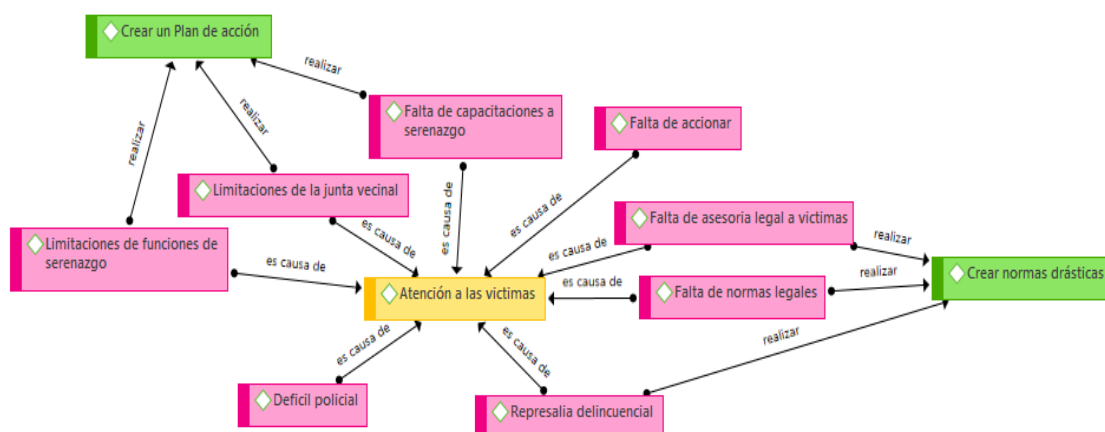 Crear un Plan de acción
realizar
realizar
realizar
Falta de capacitaciones a
serenazgo
Falta de accionar
Limitaciones de la junta vecinal
es causa de
es causa de
Falta de asesoria legal a victimas
realizar
Limitaciones de funciones de
serenazgo
es causa de
es causa de
es causa de
Crear normas drásticas
Atención a las victimas
es causa de
Falta de normas legales
realizar
es causa de
es causa de
realizar
Deficil policial
Represalia delincuencial